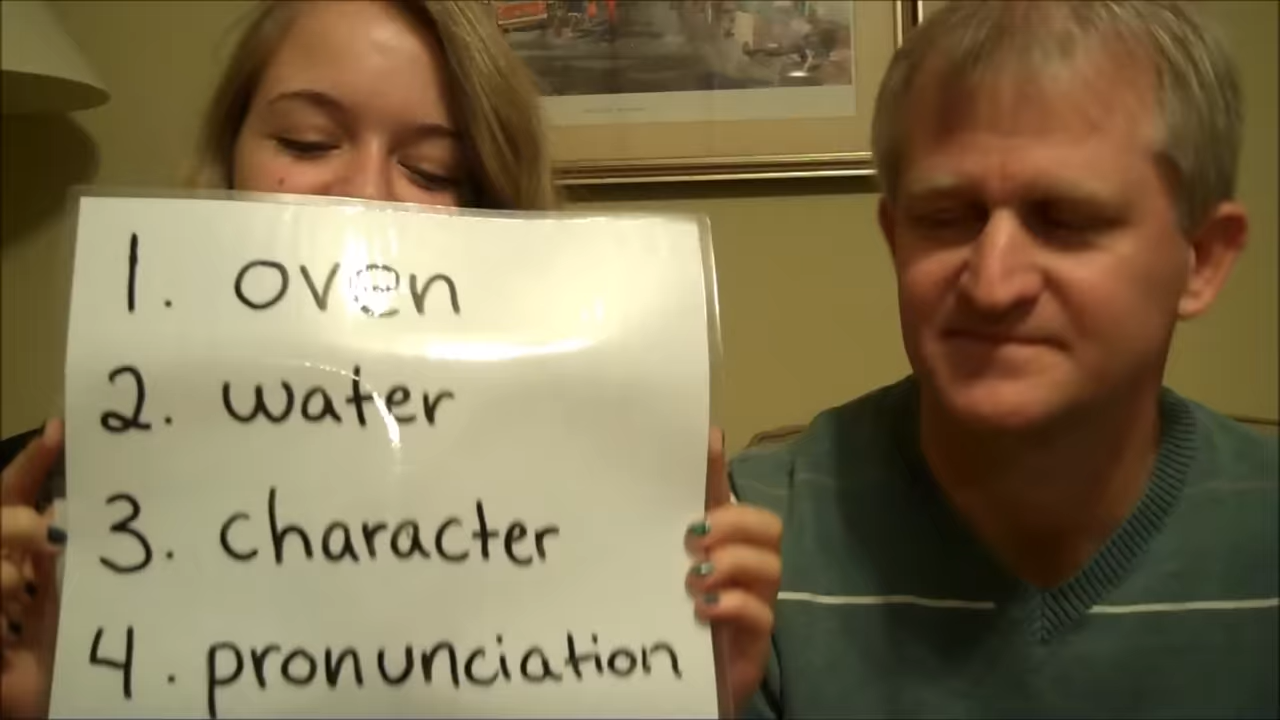 1. oven
2. water
3. character
4. pronunciation